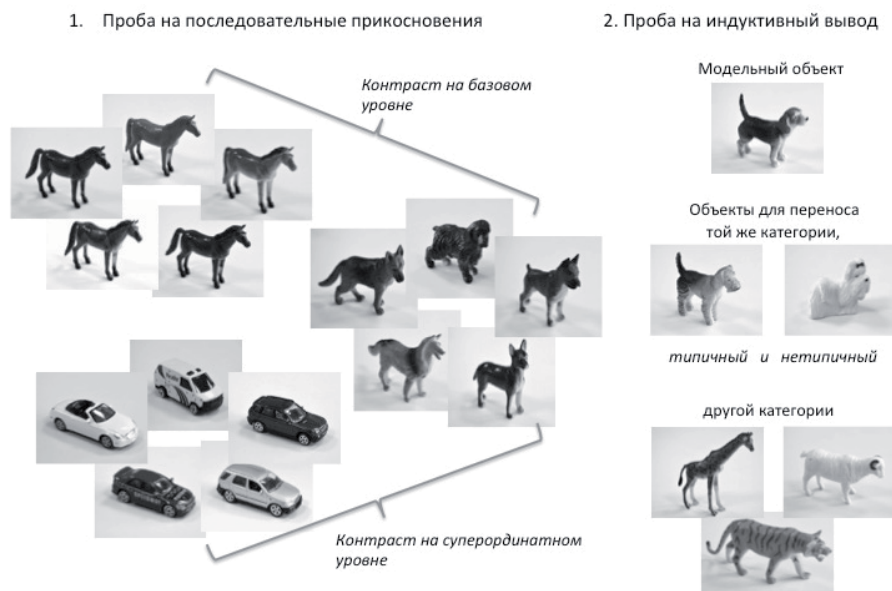 1. Проба на последовательные прикосновения
Контраст на базовом
уровне
Контраст на суперординатном
уровне
2. Проба на индуктивный вывод
Модельный объект
Объекты для переноса
той же категории,
типичный и нетипичный
другой категории